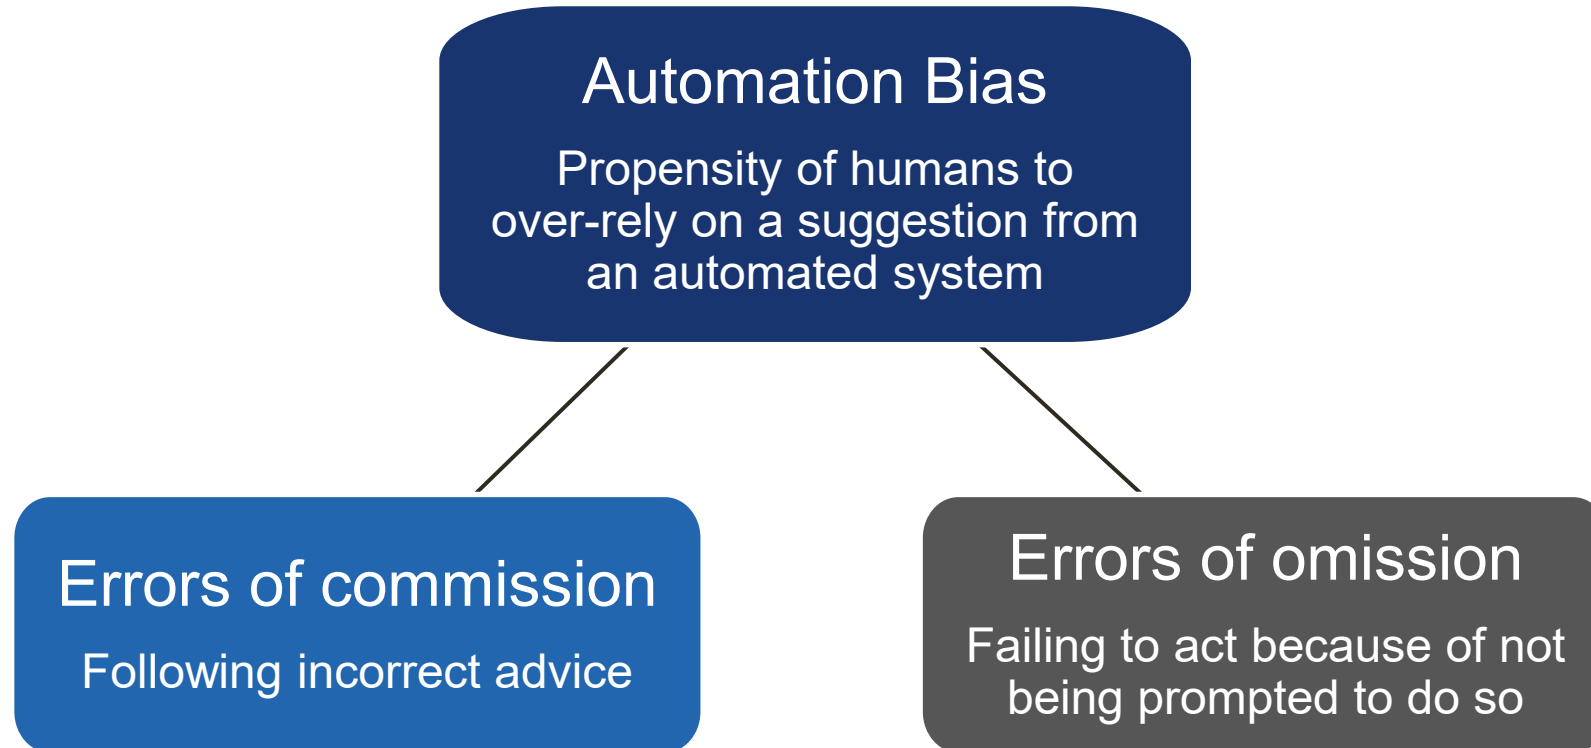 Automation Bias
Propensity of humans to
over-rely on a suggestion from
an automated system
Errors of commission
Following incorrect advice
Errors of omission
Failing to act because of not
being prompted to do so